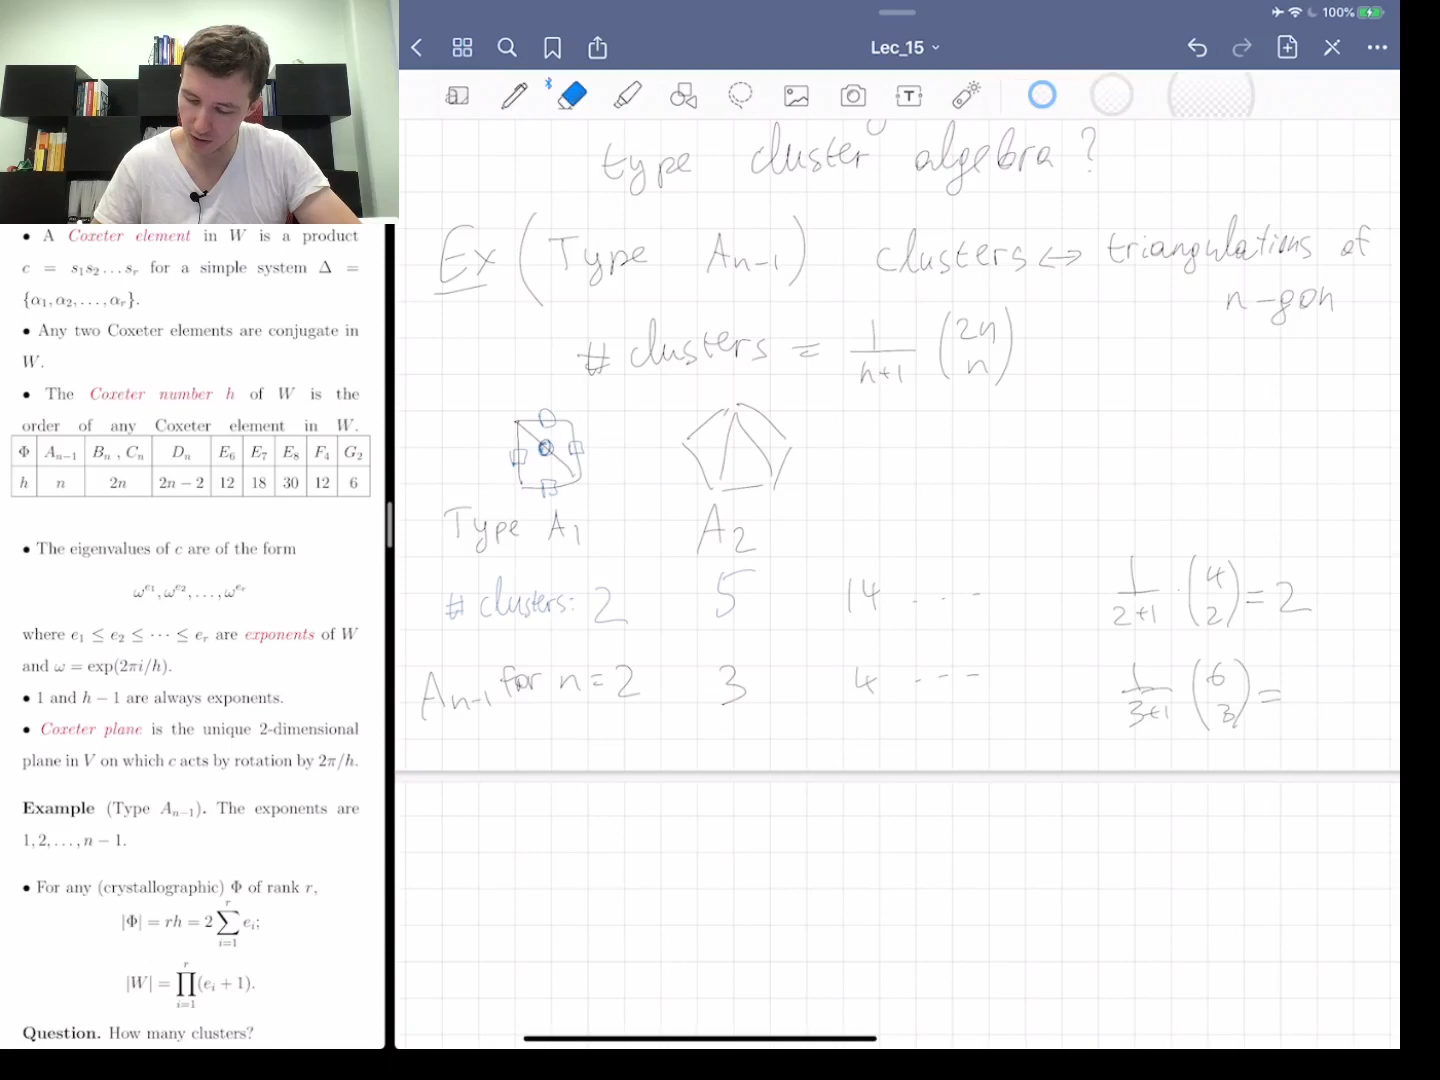 100%
Lec_15
• A Coxeter element in W is a product
c = s₁s₂...sᵣ for a simple system Δ =
{α₁, α₂, ..., αᵣ}.
• Any two Coxeter elements are conjugate in
W.
• The Coxeter number h of W is the
order of any Coxeter element in W.
Φ Aₙ₋₁ Bₙ , Cₙ Dₙ E₆ E₇ E₈ F₄ G₂
h n 2n 2n − 2 12 18 30 12 6
• The eigenvalues of c are of the form
ω^{e₁}, ω^{e₂}, ..., ω^{eᵣ}
where e₁ ≤ e₂ ≤ ··· ≤ eᵣ are exponents of W
and ω = exp(2πi/h).
• 1 and h − 1 are always exponents.
• Coxeter plane is the unique 2-dimensional
plane in V on which c acts by rotation by 2π/h.
Example (Type Aₙ₋₁). The exponents are
1, 2, ..., n − 1.
• For any (crystallographic) Φ of rank r,
|Φ| = rh = 2 ∑_{i=1}^{r} eᵢ;
|W| = ∏_{i=1}^{r} (eᵢ + 1).
Question. How many clusters?
type cluster algebra?
Ex (Type Aₙ₋₁) clusters ↔ triangulations of
n-gon
# clusters = 1/(n+1) (2n n)
Type A₁ A₂
# clusters: 2 5 14 ... 1/(2+1) · (4 2) = 2
Aₙ₋₁ for n = 2 3 4 --- 1/(3+1) (6 3) =